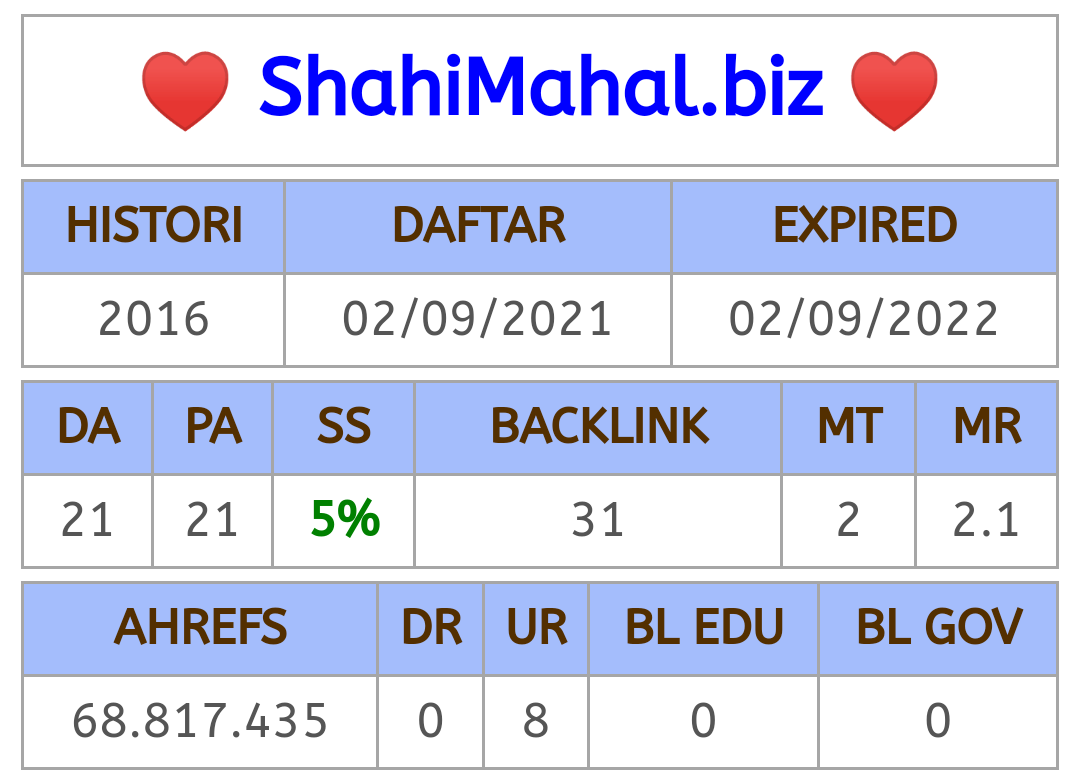 ShahiMahal.biz
HISTORI DAFTAR EXPIRED
2016 02/09/2021 02/09/2022
DA PA SS BACKLINK MT MR
21 21 5% 31 2 2.1
AHREFS DR UR BL EDU BL GOV
68.817.435 0 8 0 0